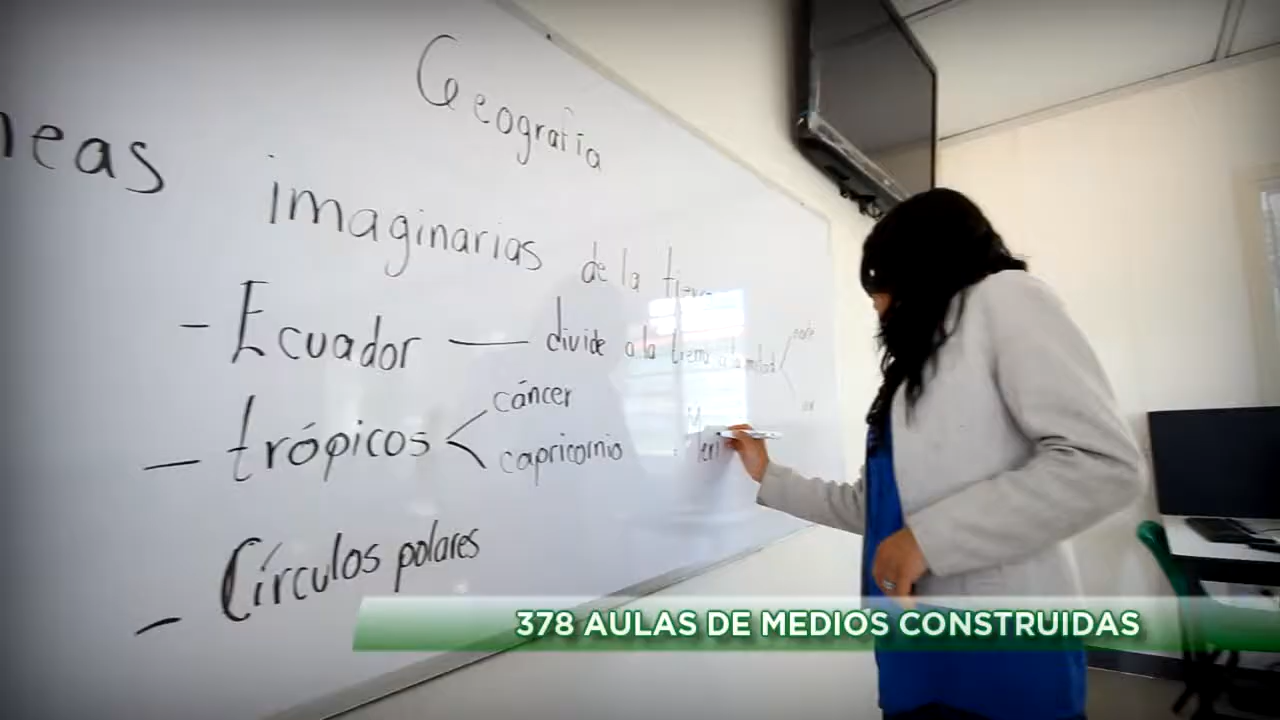 Geografía
neas imaginarias de la tierra
- Ecuador — divide a la tierra a la mitad
norte
- trópicos
cáncer
capricornio
- Círculos polares
378 AULAS DE MEDIOS CONSTRUIDAS